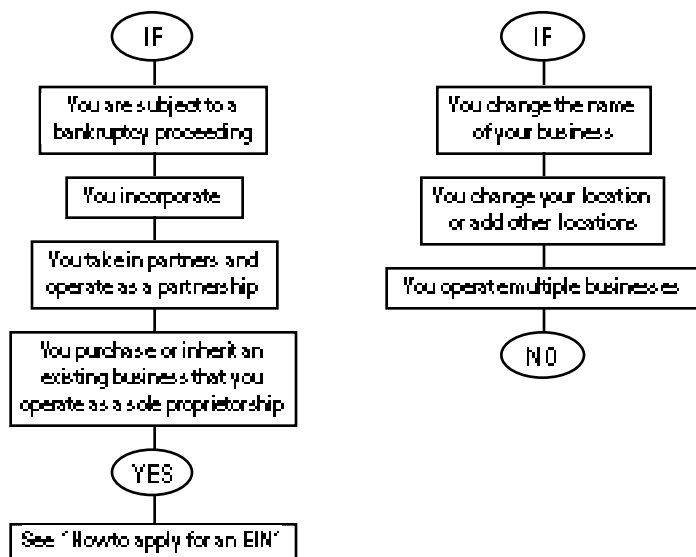 IF
You are subject to a
bankruptcy proceeding
You incorporate
You take in partners and
operate as a partnership
You purchase or inherit an
existing business that you
operate as a sole proprietorship
YES
See "How to apply for an EIN"
IF
You change the name
of your business
You change your location
or add other locations
You operate multiple businesses
NO